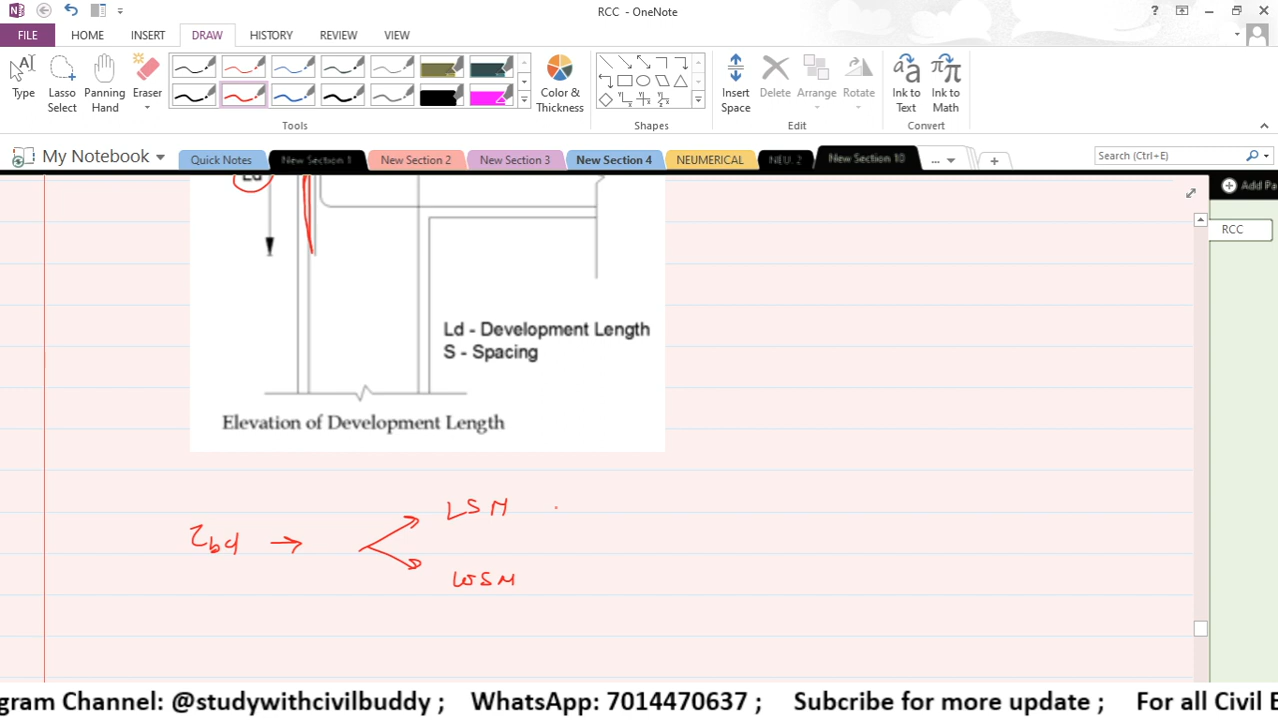 RCC - OneNote
FILE HOME INSERT DRAW HISTORY REVIEW VIEW
Type Lasso Select Panning Hand Eraser Color & Thickness Insert Space Delete Arrange Rotate Ink to Text Ink to Math
Tools Shapes Edit Convert
My Notebook Quick Notes New Section 1 New Section 2 New Section 3 New Section 4 NEUMERICAL NEU. 2 New Section 10 ... Search (Ctrl+E)
Add Pa
RCC
Ld
Ld - Development Length
S - Spacing
Elevation of Development Length
LSM
τbd →
WSM
gram Channel: @studywithcivilbuddy ; WhatsApp: 7014470637 ; Subcribe for more update ; For all Civil E